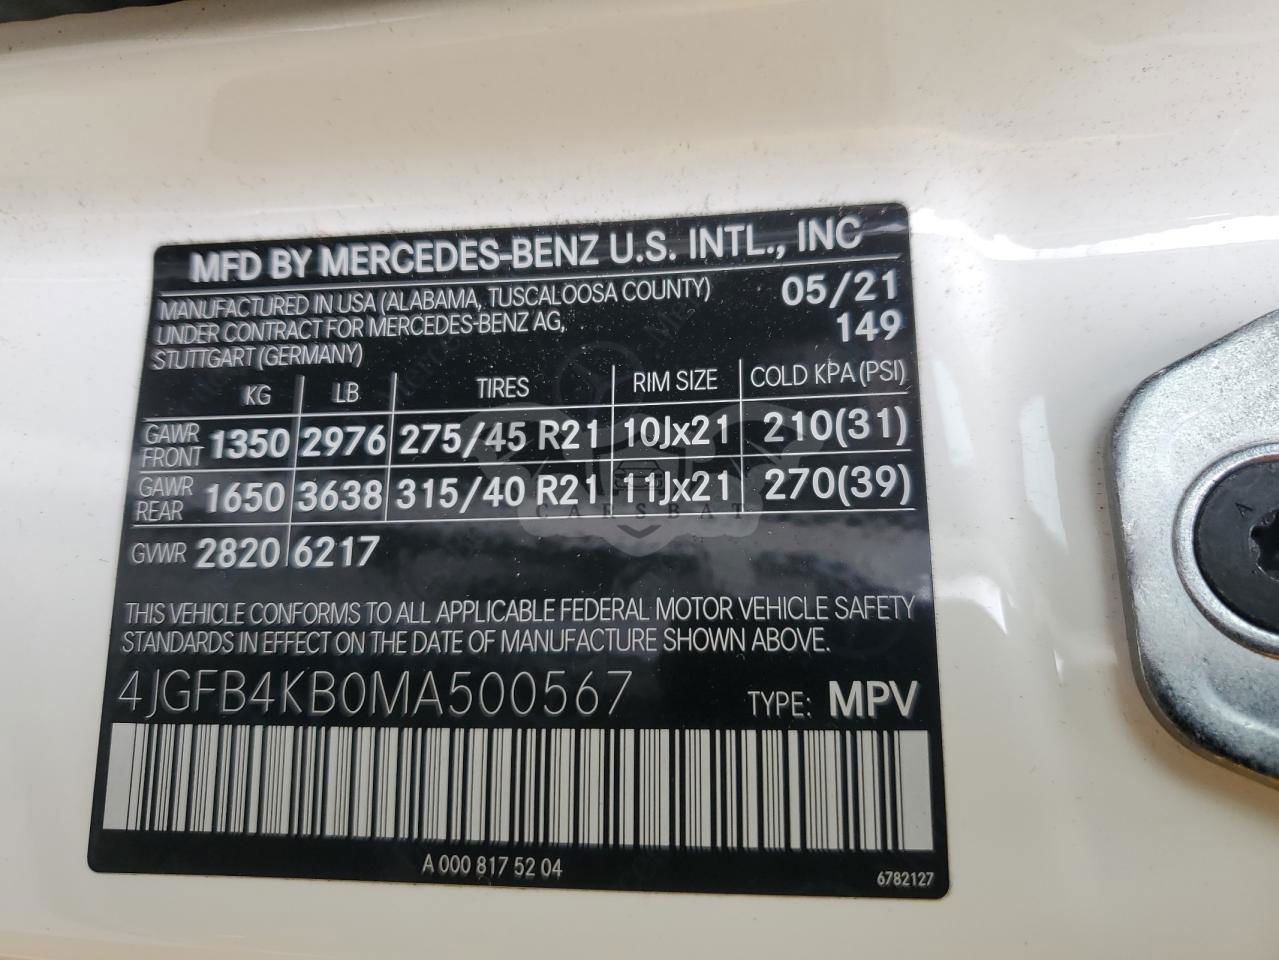 MFD BY MERCEDES-BENZ U.S. INTL., INC
MANUFACTURED IN USA (ALABAMA, TUSCALOOSA COUNTY) 05/21
UNDER CONTRACT FOR MERCEDES-BENZ AG, 149
STUTTGART (GERMANY)
KG LB TIRES RIM SIZE COLD KPA (PSI)
GAWR FRONT 1350 2976 275/45 R21 10Jx21 210(31)
GAWR REAR 1650 3638 315/40 R21 11Jx21 270(39)
CARSBAT
GVWR 2820 6217
THIS VEHICLE CONFORMS TO ALL APPLICABLE FEDERAL MOTOR VEHICLE SAFETY
STANDARDS IN EFFECT ON THE DATE OF MANUFACTURE SHOWN ABOVE.
4JGFB4KB0MA500567 TYPE: MPV
A 000 817 52 04
6782127